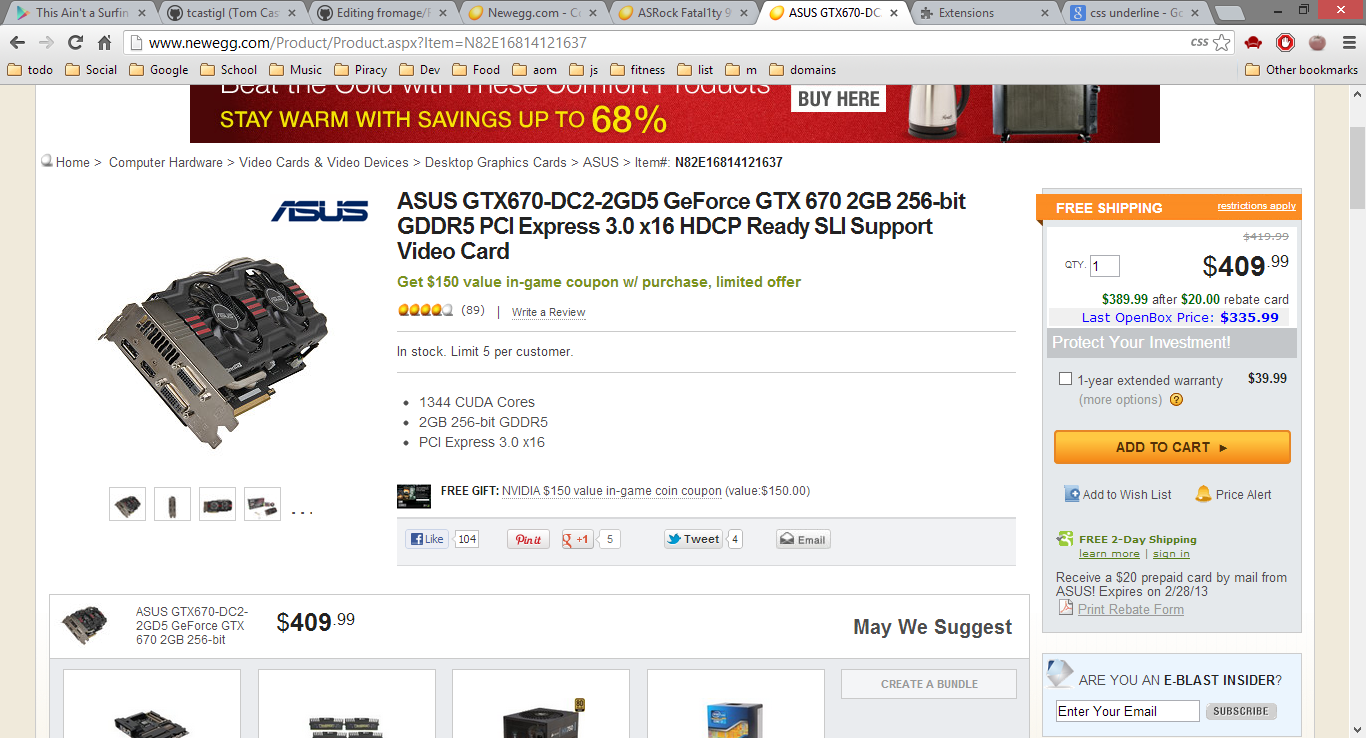 This Ain't a Surfin
tcastigl (Tom Cas
Editing fromage/F
Newegg.com - Co
ASRock Fatal1ty 9
ASUS GTX670-DC
Extensions
css underline - Go
www.newegg.com/Product/Product.aspx?Item=N82E16814121637
css
todo
Social
Google
School
Music
Piracy
Dev
Food
aom
js
fitness
list
m
domains
Other bookmarks
Beat the Cold with These Comfort Products
STAY WARM WITH SAVINGS UP TO 68%
BUY HERE
Home > Computer Hardware > Video Cards & Video Devices > Desktop Graphics Cards > ASUS > Item#: N82E16814121637
ASUS
ASUS GTX670-DC2-2GD5 GeForce GTX 670 2GB 256-bit
GDDR5 PCI Express 3.0 x16 HDCP Ready SLI Support
Video Card
Get $150 value in-game coupon w/ purchase, limited offer
(89) | Write a Review
In stock. Limit 5 per customer.
• 1344 CUDA Cores
• 2GB 256-bit GDDR5
• PCI Express 3.0 x16
. . .
FREE GIFT: NVIDIA $150 value in-game coin coupon (value:$150.00)
Like 104
Pin it
+1 5
Tweet 4
Email
FREE SHIPPING restrictions apply
$419.99
QTY. 1
$409.99
$389.99 after $20.00 rebate card
Last OpenBox Price: $335.99
Protect Your Investment!
1-year extended warranty $39.99
(more options) ?
ADD TO CART ►
Add to Wish List
Price Alert
FREE 2-Day Shipping
learn more | sign in
Receive a $20 prepaid card by mail from
ASUS! Expires on 2/28/13
Print Rebate Form
ASUS GTX670-DC2-
2GD5 GeForce GTX
670 2GB 256-bit
$409.99
May We Suggest
CREATE A BUNDLE
ARE YOU AN E-BLAST INSIDER?
Enter Your Email
SUBSCRIBE